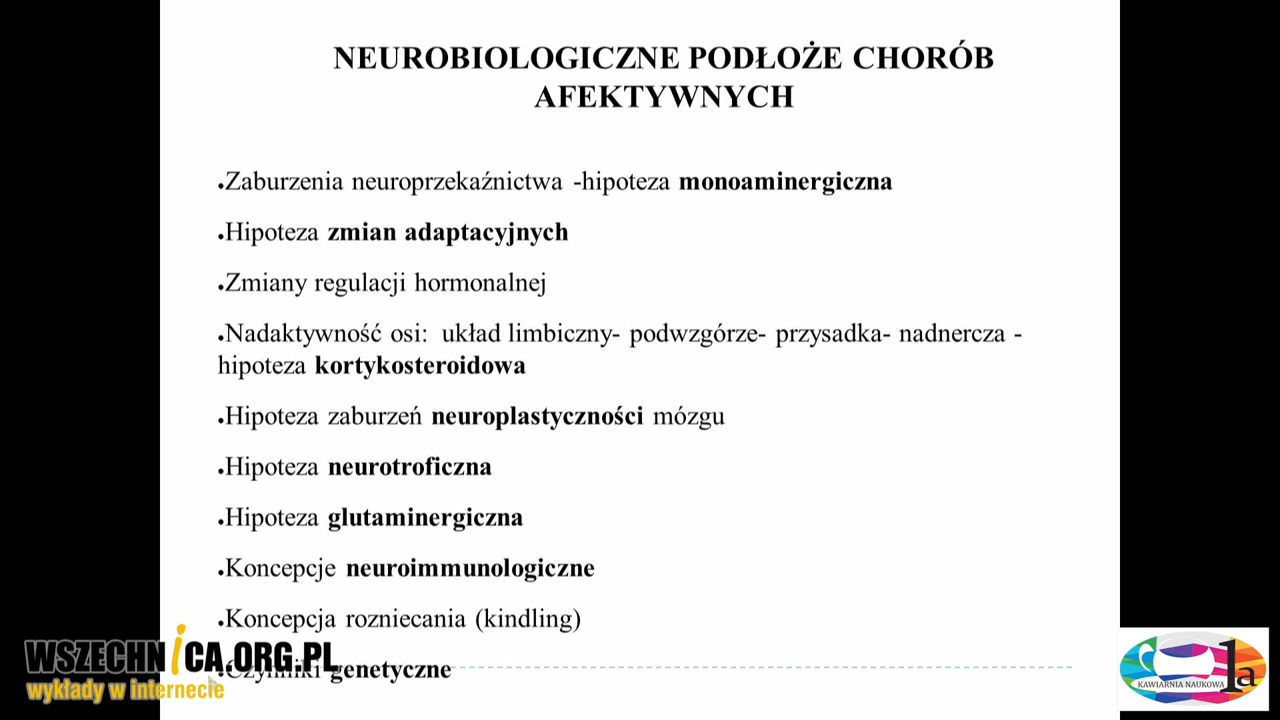 NEUROBIOLOGICZNE PODŁOŻE CHORÓB
AFEKTYWNYCH
●Zaburzenia neuroprzekaźnictwa -hipoteza monoaminergiczna
●Hipoteza zmian adaptacyjnych
●Zmiany regulacji hormonalnej
●Nadaktywność osi: układ limbiczny- podwzgórze- przysadka- nadnercza -
hipoteza kortykosteroidowa
●Hipoteza zaburzeń neuroplastyczności mózgu
●Hipoteza neurotroficzna
●Hipoteza glutaminergiczna
●Koncepcje neuroimmunologiczne
●Koncepcja rozniecania (kindling)
●Czynniki genetyczne
WSZECHNiCA.ORG.PL
wykłady w internecie
KAWIARNIA NAUKOWA 1a